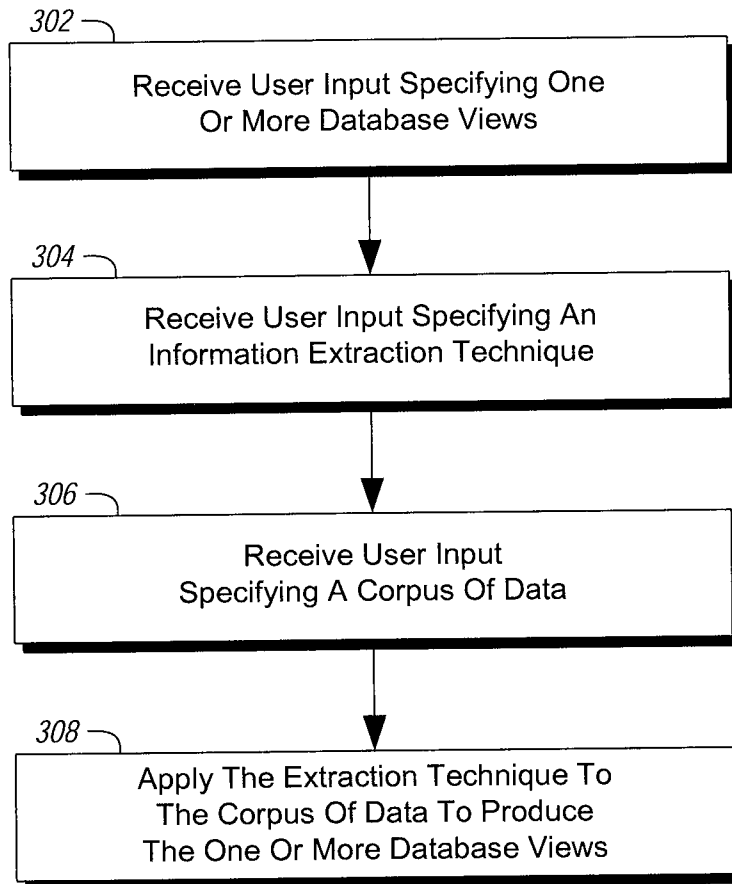 302
Receive User Input Specifying One
Or More Database Views
304
Receive User Input Specifying An
Information Extraction Technique
306
Receive User Input
Specifying A Corpus Of Data
308
Apply The Extraction Technique To
The Corpus Of Data To Produce
The One Or More Database Views